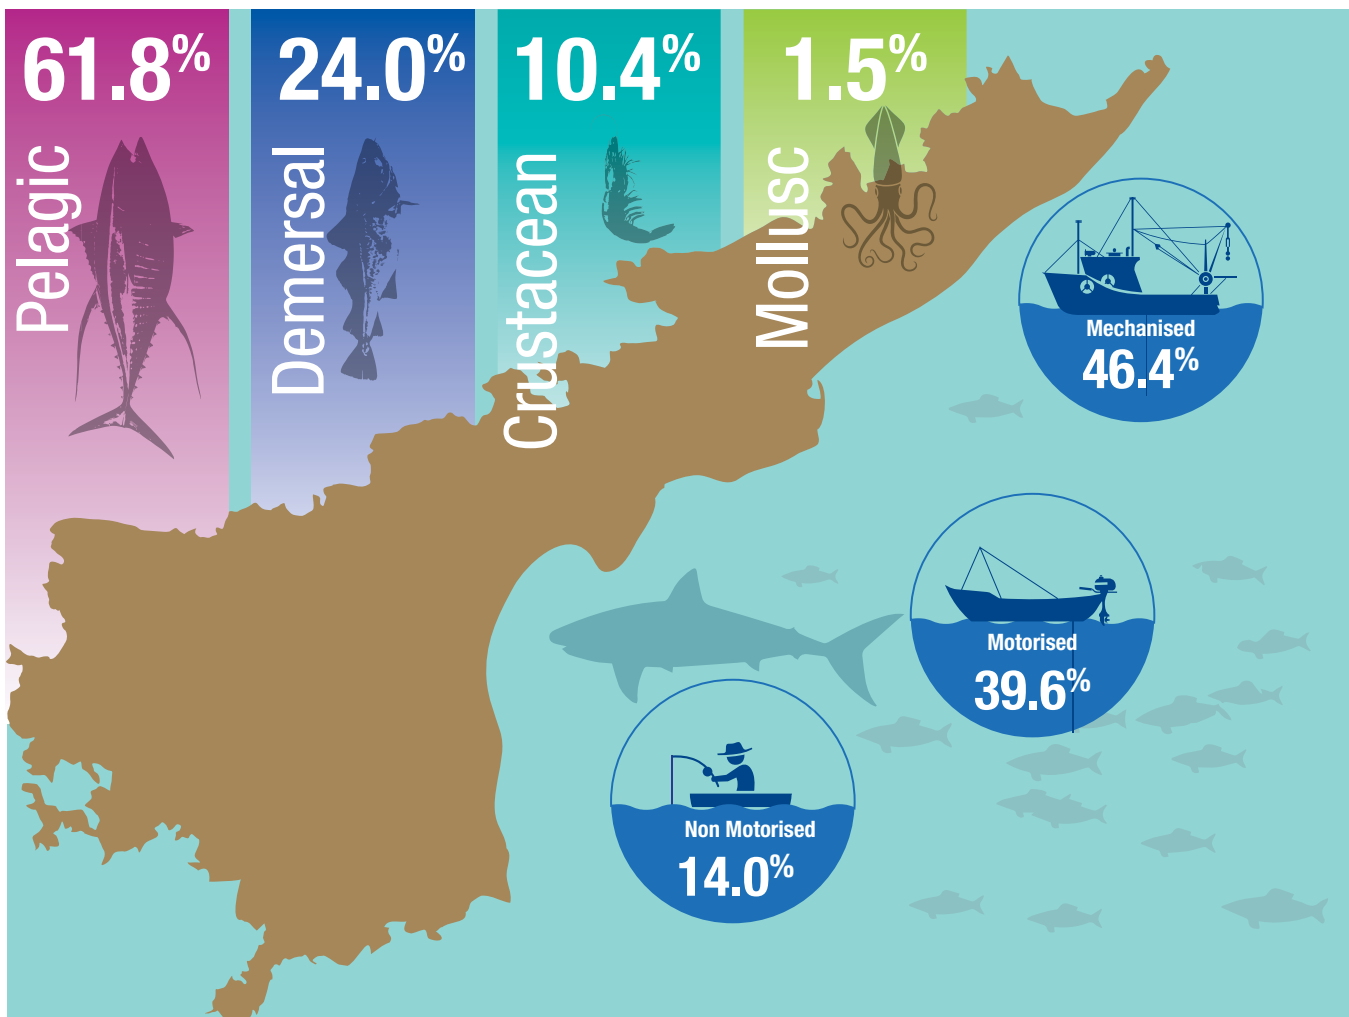 61.8%
Pelagic
24.0%
Demersal
10.4%
Crustacean
1.5%
Mollusc
Mechanised
46.4%
Motorised
39.6%
Non Motorised
14.0%